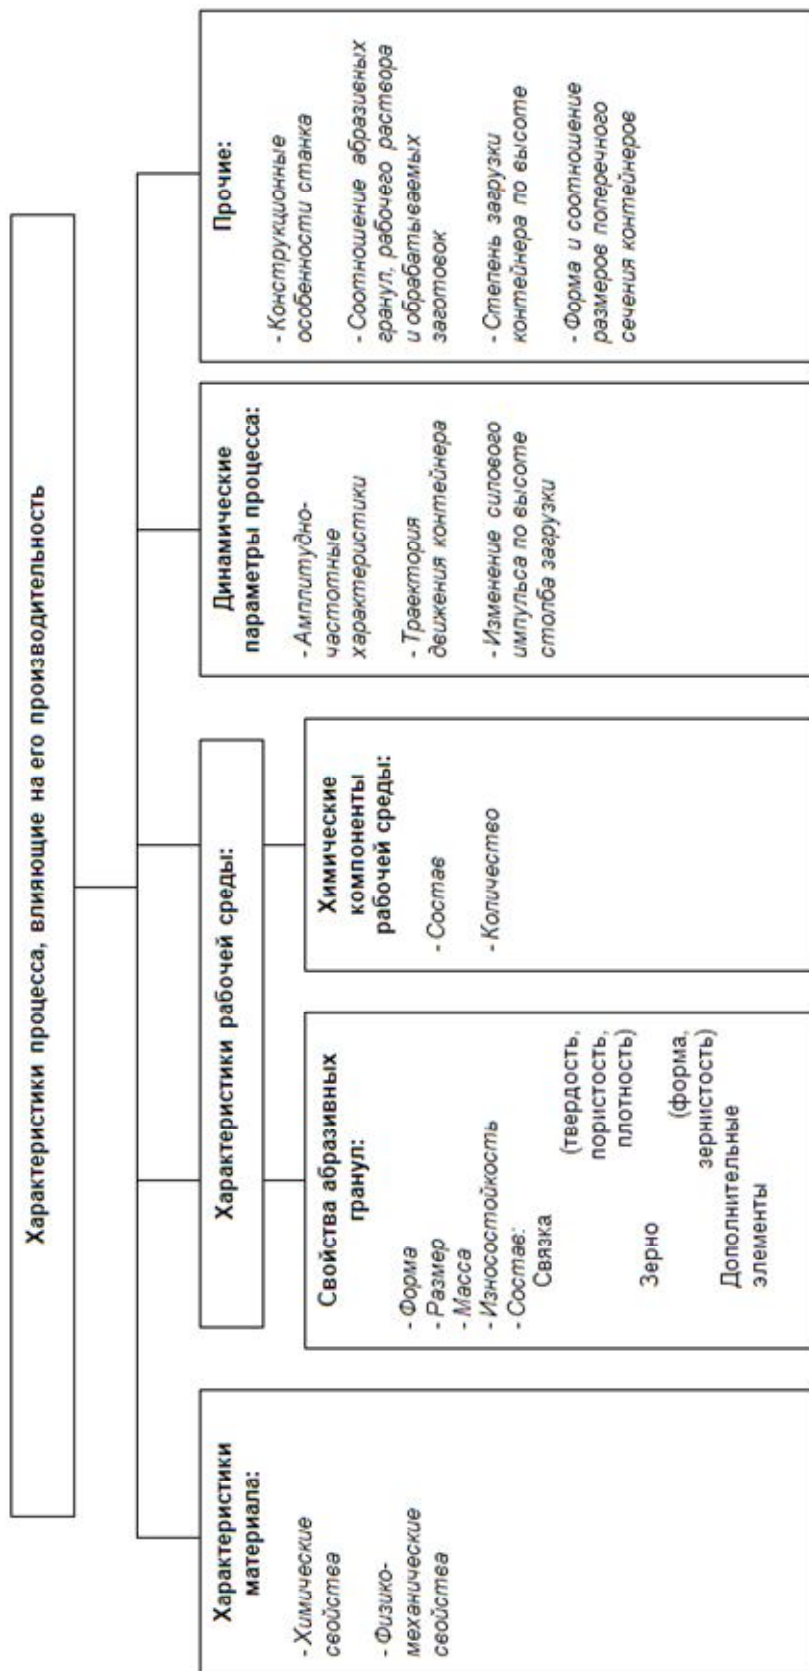 Характеристики процесса, влияющие на его производительность
Характеристики
материала:
- Химические
свойства
- Физико-
механические
свойства
Характеристики рабочей среды:
Свойства абразивных
гранул:
- Форма
- Размер
- Масса
- Износостойкость
- Состав:
Связка
(твердость,
пористость,
плотность)
Зерно
(форма,
зернистость)
Дополнительные
элементы
Химические
компоненты
рабочей среды:
- Состав
- Количество
Динамические
параметры процесса:
- Амплитудно-
частотные
характеристики
- Траектория
движения контейнера
- Изменение силового
импульса по высоте
столба загрузки
Прочие:
- Конструкционные
особенности станка
- Соотношение абразивных
гранул, рабочего раствора
и обрабатываемых
заготовок
- Степень загрузки
контейнера по высоте
- Форма и соотношение
размеров поперечного
сечения контейнеров